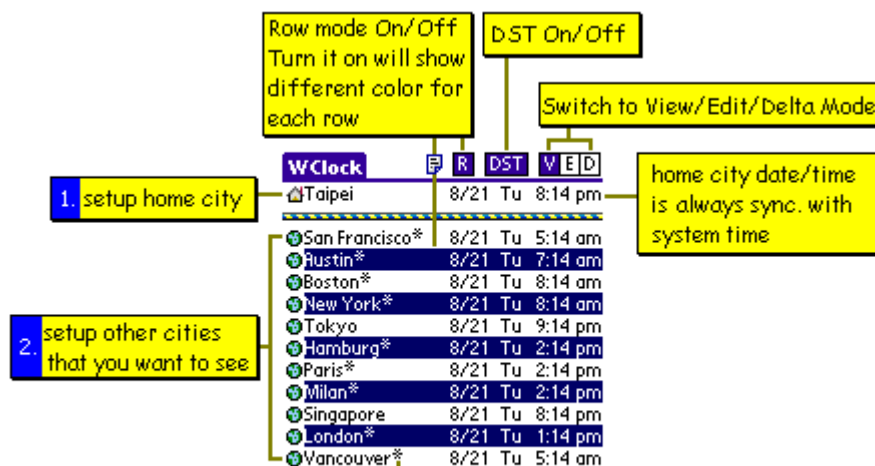 Row mode On/Off
Turn it on will show
different color for
each row
DST On/Off
Switch to View/Edit/Delta Mode
WClock R DST V E D
1. setup home city
Taipei 8/21 Tu 8:14 pm
home city date/time
is always sync. with
system time
San Francisco* 8/21 Tu 5:14 am
Austin* 8/21 Tu 7:14 am
Boston* 8/21 Tu 8:14 am
New York* 8/21 Tu 8:14 am
Tokyo 8/21 Tu 9:14 pm
2. setup other cities
that you want to see
Hamburg* 8/21 Tu 2:14 pm
Paris* 8/21 Tu 2:14 pm
Milan* 8/21 Tu 2:14 pm
Singapore 8/21 Tu 8:14 pm
London* 8/21 Tu 1:14 pm
Vancouver* 8/21 Tu 5:14 am